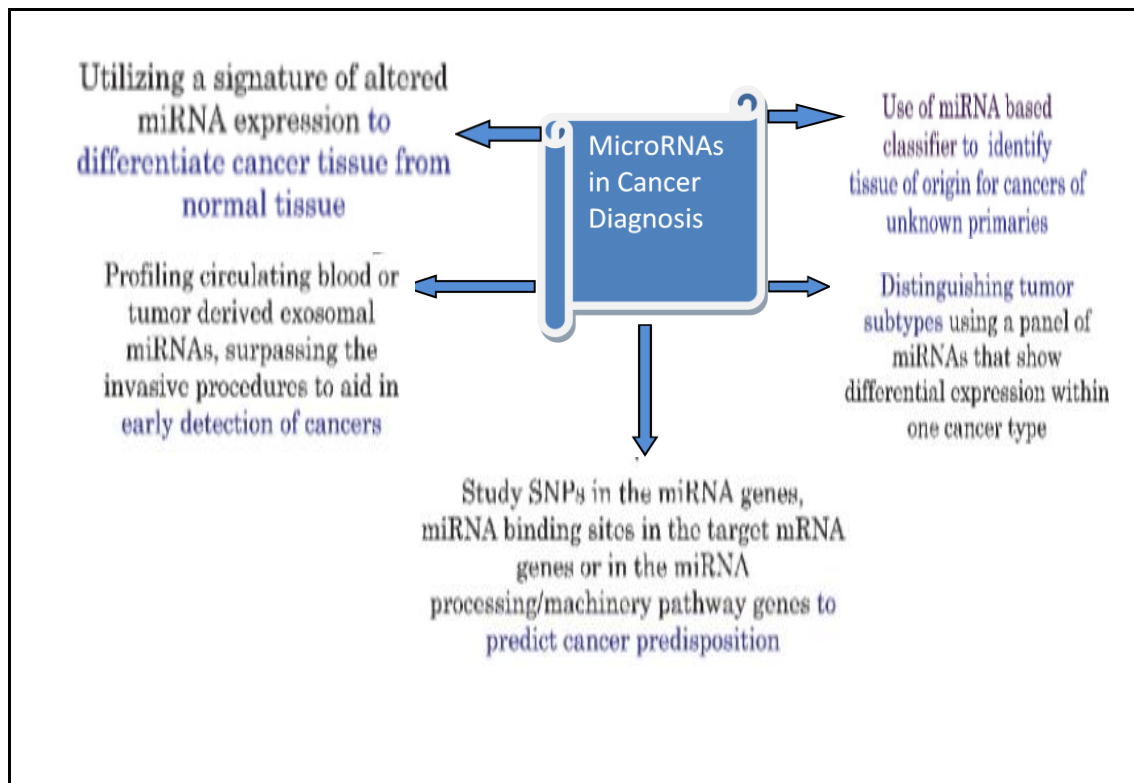 Utilizing a signature of altered
miRNA expression to
differentiate cancer tissue from
normal tissue
Profiling circulating blood or
tumor derived exosomal
miRNAs, surpassing the
invasive procedures to aid in
early detection of cancers
MicroRNAs
in Cancer
Diagnosis
Use of miRNA based
classifier to identify
tissue of origin for cancers of
unknown primaries
Distinguishing tumor
subtypes using a panel of
miRNAs that show
differential expression within
one cancer type
Study SNPs in the miRNA genes,
miRNA binding sites in the target mRNA
genes or in the miRNA
processing/machinery pathway genes to
predict cancer predisposition